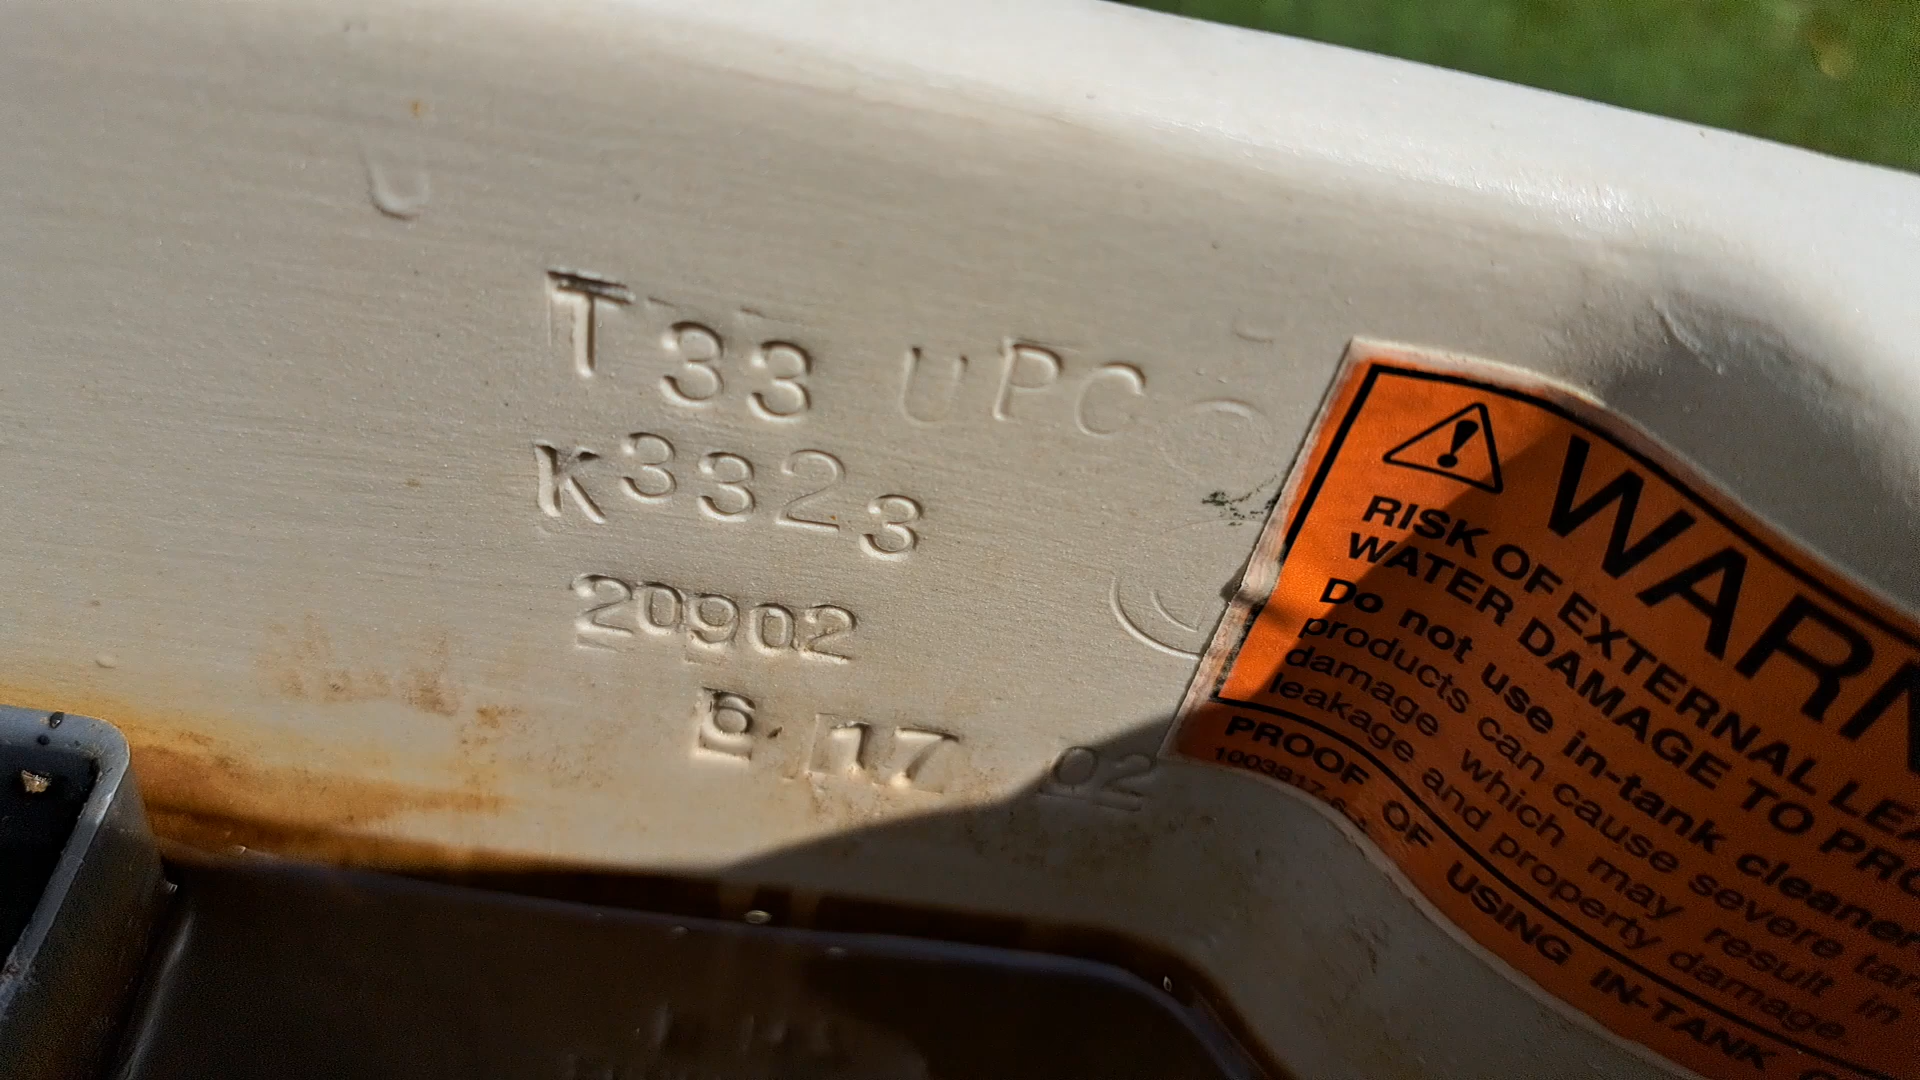 U
T33 UPC
K3323
20902
6 17 02
WARN
RISK OF EXTERNAL LEA
WATER DAMAGE TO PRO
Do not use in-tank cleaner
products can cause severe tan
damage which may result in
leakage and property damage.
PROOF OF USING IN-TANK C
1003817-6